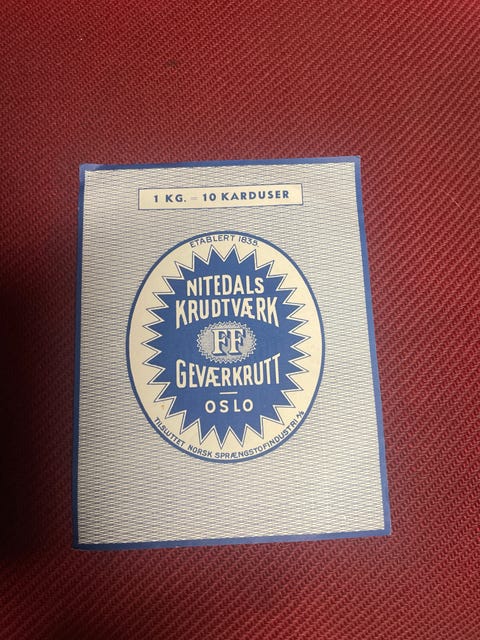 1 KG. = 10 KARDUSER
ETABLERT 1835.
NITEDALS
KRUDTVÆRK
FF
GEVÆRKRUTT
OSLO
TILSLUTTET NORSK SPRÆNGSTOFINDUSTRI A/S